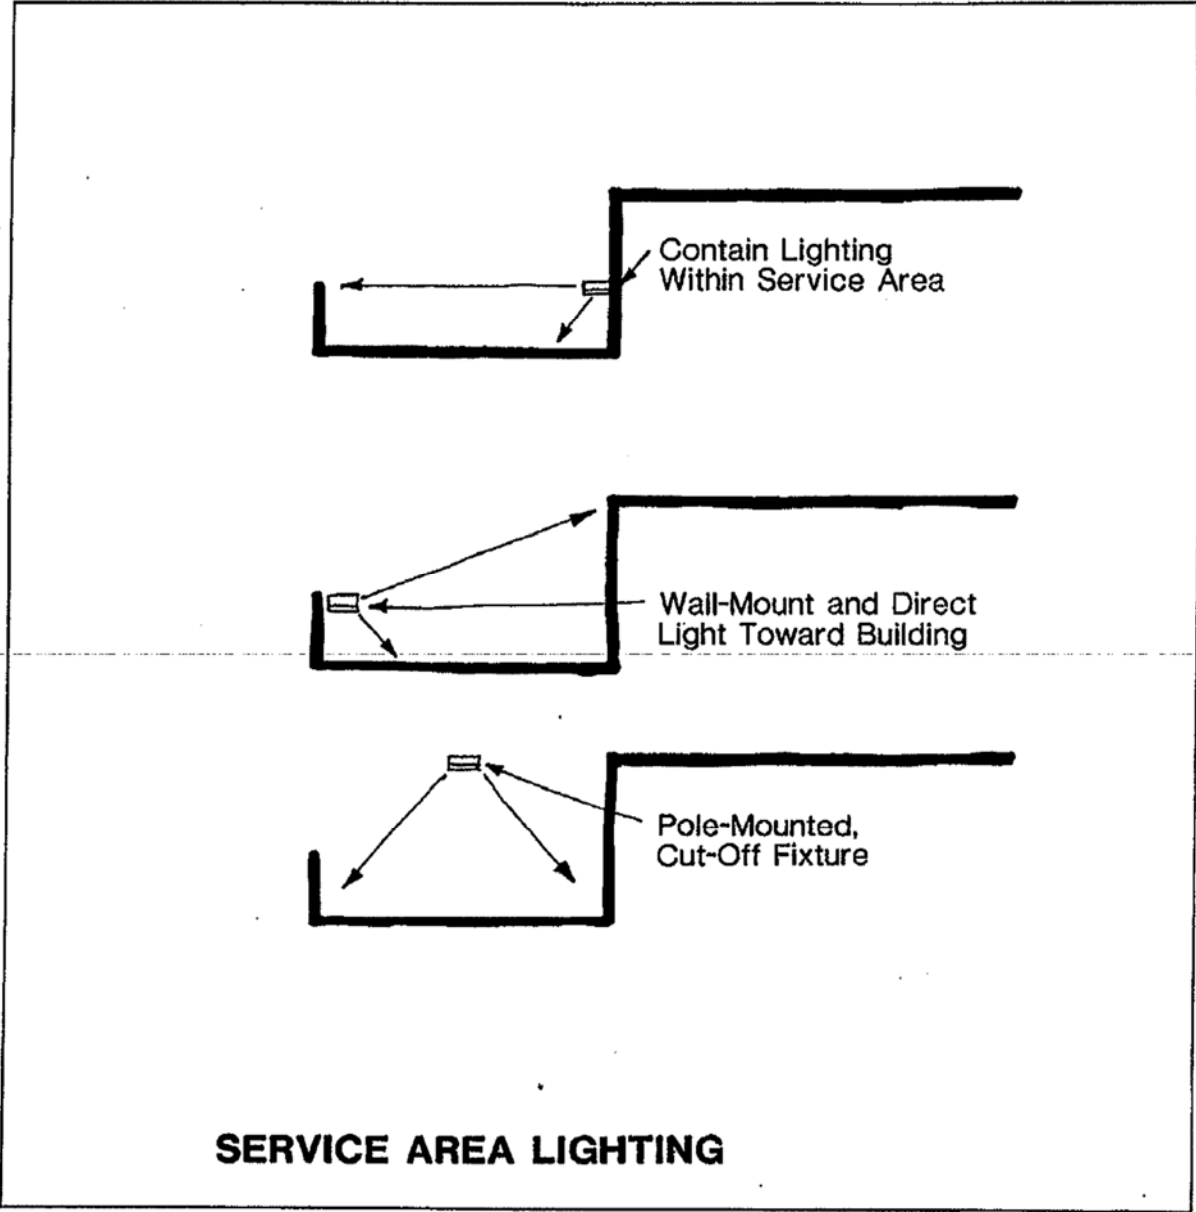 Contain Lighting
Within Service Area
Wall-Mount and Direct
Light Toward Building
Pole-Mounted,
Cut-Off Fixture
SERVICE AREA LIGHTING